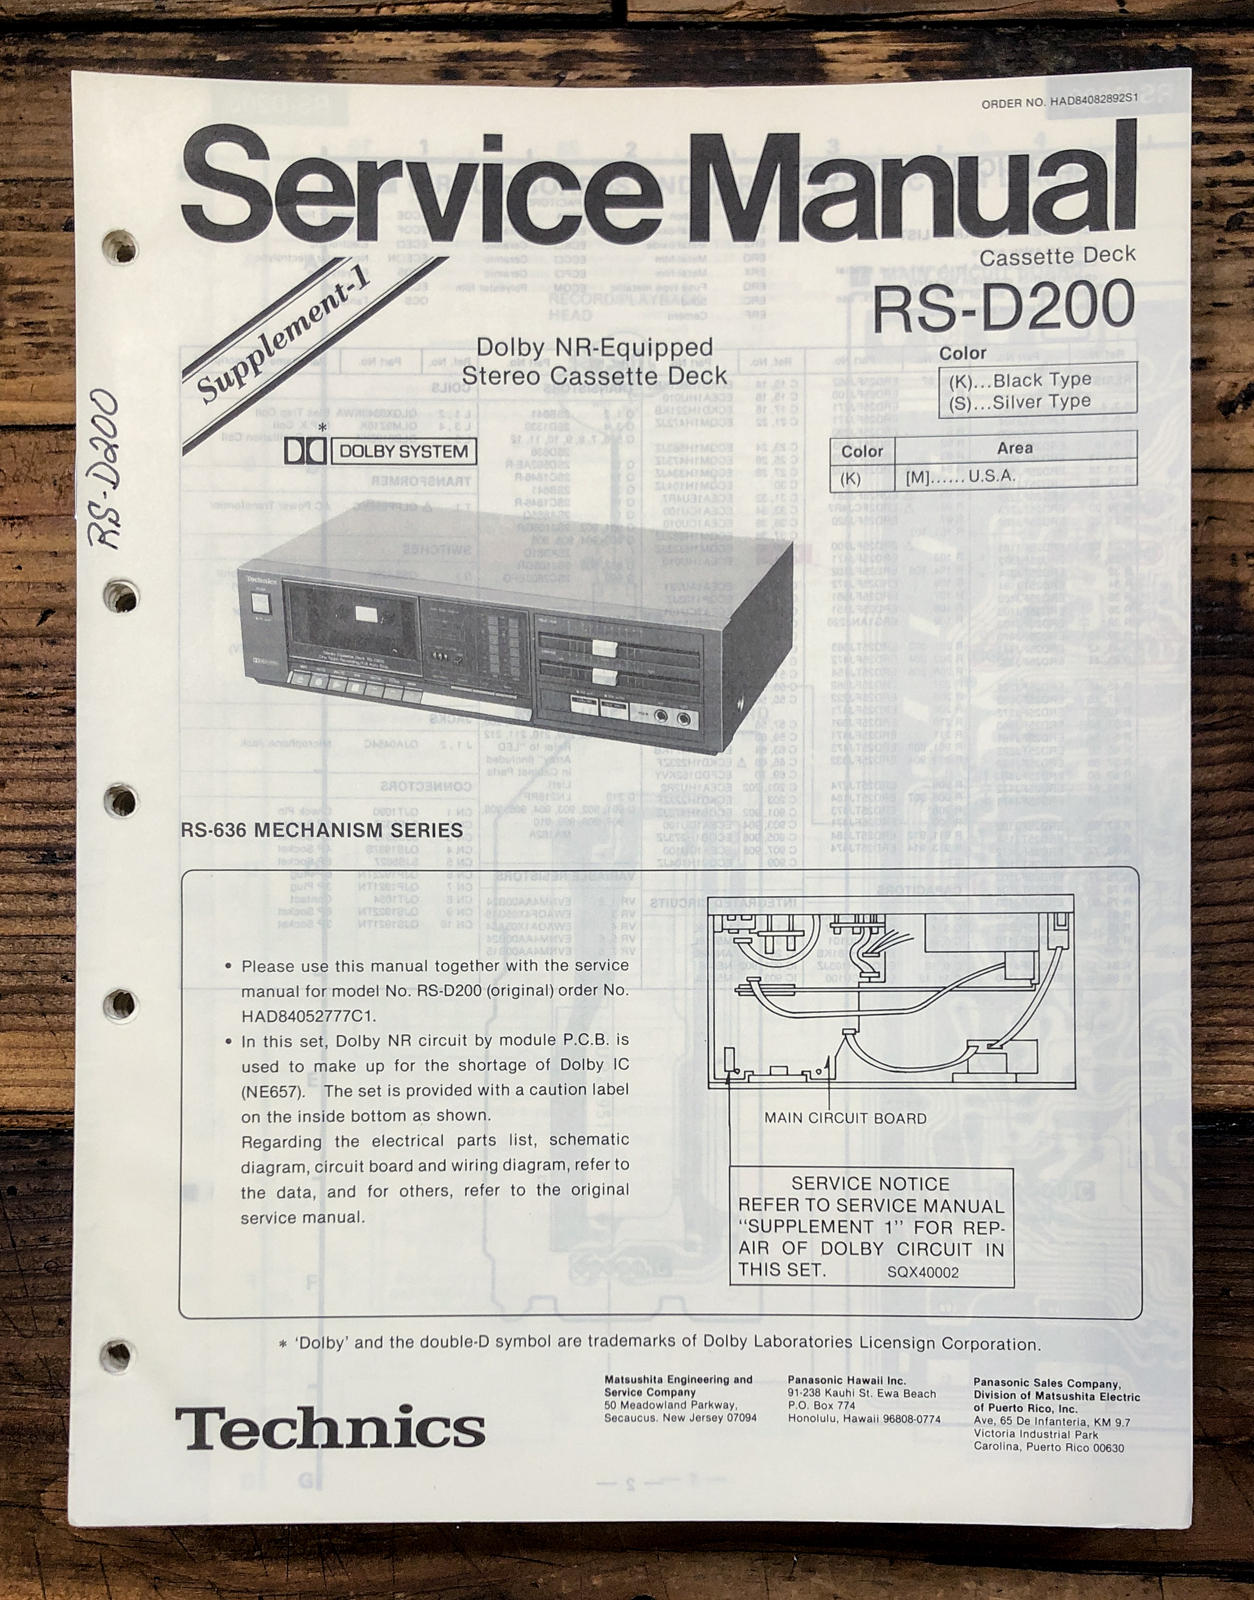 ORDER NO. HAD84082892S1
Service Manual
Cassette Deck
RS-D200
Supplement-1
Dolby NR-Equipped
Stereo Cassette Deck
Color
(K)...Black Type
(S)...Silver Type
* DOLBY SYSTEM
Color Area
(K) [M]......U.S.A.
RS-D200
Technics
RS-636 MECHANISM SERIES
• Please use this manual together with the service
manual for model No. RS-D200 (original) order No.
HAD84052777C1.
• In this set, Dolby NR circuit by module P.C.B. is
used to make up for the shortage of Dolby IC
(NE657). The set is provided with a caution label
on the inside bottom as shown.
Regarding the electrical parts list, schematic
diagram, circuit board and wiring diagram, refer to
the data, and for others, refer to the original
service manual.
MAIN CIRCUIT BOARD
SERVICE NOTICE
REFER TO SERVICE MANUAL
"SUPPLEMENT 1" FOR REP-
AIR OF DOLBY CIRCUIT IN
THIS SET. SQX40002
* 'Dolby' and the double-D symbol are trademarks of Dolby Laboratories Licensign Corporation.
Technics
Matsushita Engineering and
Service Company
50 Meadowland Parkway,
Secaucus. New Jersey 07094
Panasonic Hawaii Inc.
91-238 Kauhi St. Ewa Beach
P.O. Box 774
Honolulu, Hawaii 96808-0774
Panasonic Sales Company,
Division of Matsushita Electric
of Puerto Rico, Inc.
Ave, 65 De Infanteria, KM 9.7
Victoria Industrial Park
Carolina, Puerto Rico 00630